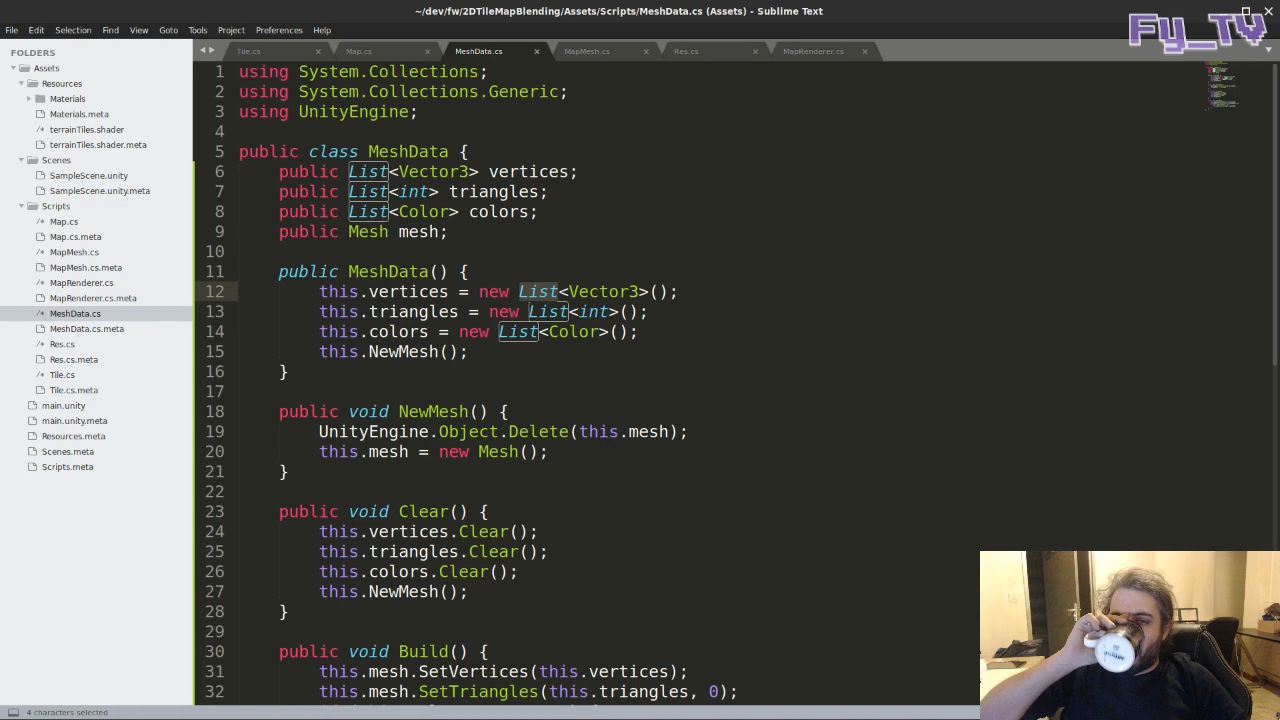 ~/dev/fw/2DTileMapBlending/Assets/Scripts/MeshData.cs (Assets) - Sublime Text
Fy_TV
File Edit Selection Find View Goto Tools Project Preferences Help
FOLDERS
Assets
Resources
Materials
Materials.meta
terrainTiles.shader
terrainTiles.shader.meta
Scenes
SampleScene.unity
SampleScene.unity.meta
Scripts
Map.cs
Map.cs.meta
MapMesh.cs
MapMesh.cs.meta
MapRenderer.cs
MapRenderer.cs.meta
MeshData.cs
MeshData.cs.meta
Res.cs
Res.cs.meta
Tile.cs
Tile.cs.meta
main.unity
main.unity.meta
Resources.meta
Scenes.meta
Scripts.meta
Tile.cs Map.cs MeshData.cs MapMesh.cs Res.cs MapRenderer.cs
1 using System.Collections;
2 using System.Collections.Generic;
3 using UnityEngine;
4
5 public class MeshData {
6 public List<Vector3> vertices;
7 public List<int> triangles;
8 public List<Color> colors;
9 public Mesh mesh;
10
11 public MeshData() {
12 this.vertices = new List<Vector3>();
13 this.triangles = new List<int>();
14 this.colors = new List<Color>();
15 this.NewMesh();
16 }
17
18 public void NewMesh() {
19 UnityEngine.Object.Delete(this.mesh);
20 this.mesh = new Mesh();
21 }
22
23 public void Clear() {
24 this.vertices.Clear();
25 this.triangles.Clear();
26 this.colors.Clear();
27 this.NewMesh();
28 }
29
30 public void Build() {
31 this.mesh.SetVertices(this.vertices);
32 this.mesh.SetTriangles(this.triangles, 0);
4 characters selected